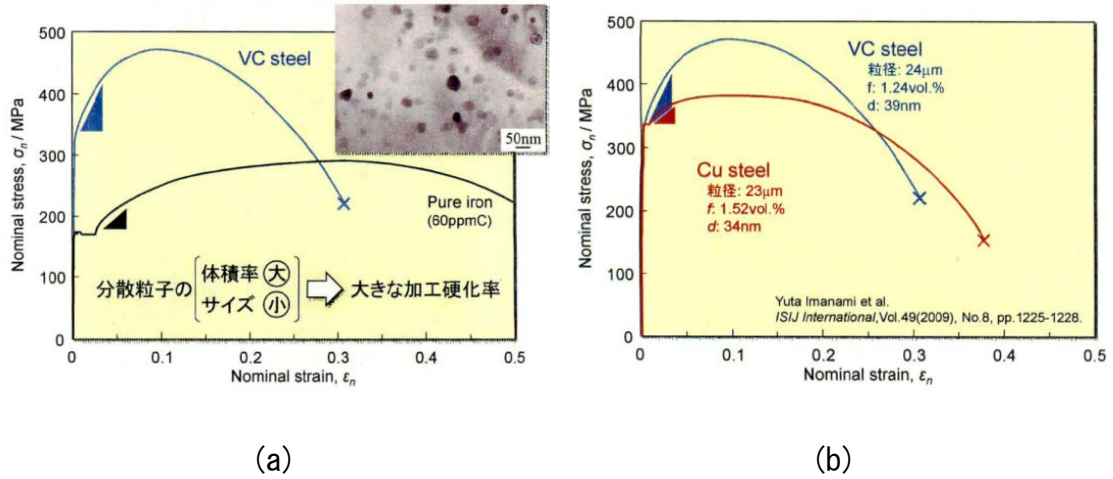 500
400
300
200
100
0
Nominal stress, σn / MPa
VC steel
50nm
Pure iron
(60ppmC)
分散粒子の 体積率 大
サイズ 小
大きな加工硬化率
0 0.1 0.2 0.3 0.4 0.5
Nominal strain, εn
(a)
500
400
300
200
100
0
Nominal stress, σn / MPa
VC steel
粒径: 24μm
f: 1.24vol.%
d: 39nm
Cu steel
粒径: 23μm
f: 1.52vol.%
d: 34nm
Yuta Imanami et al.
ISIJ International,Vol.49(2009), No.8, pp.1225-1228.
0 0.1 0.2 0.3 0.4 0.5
Nominal strain, εn
(b)